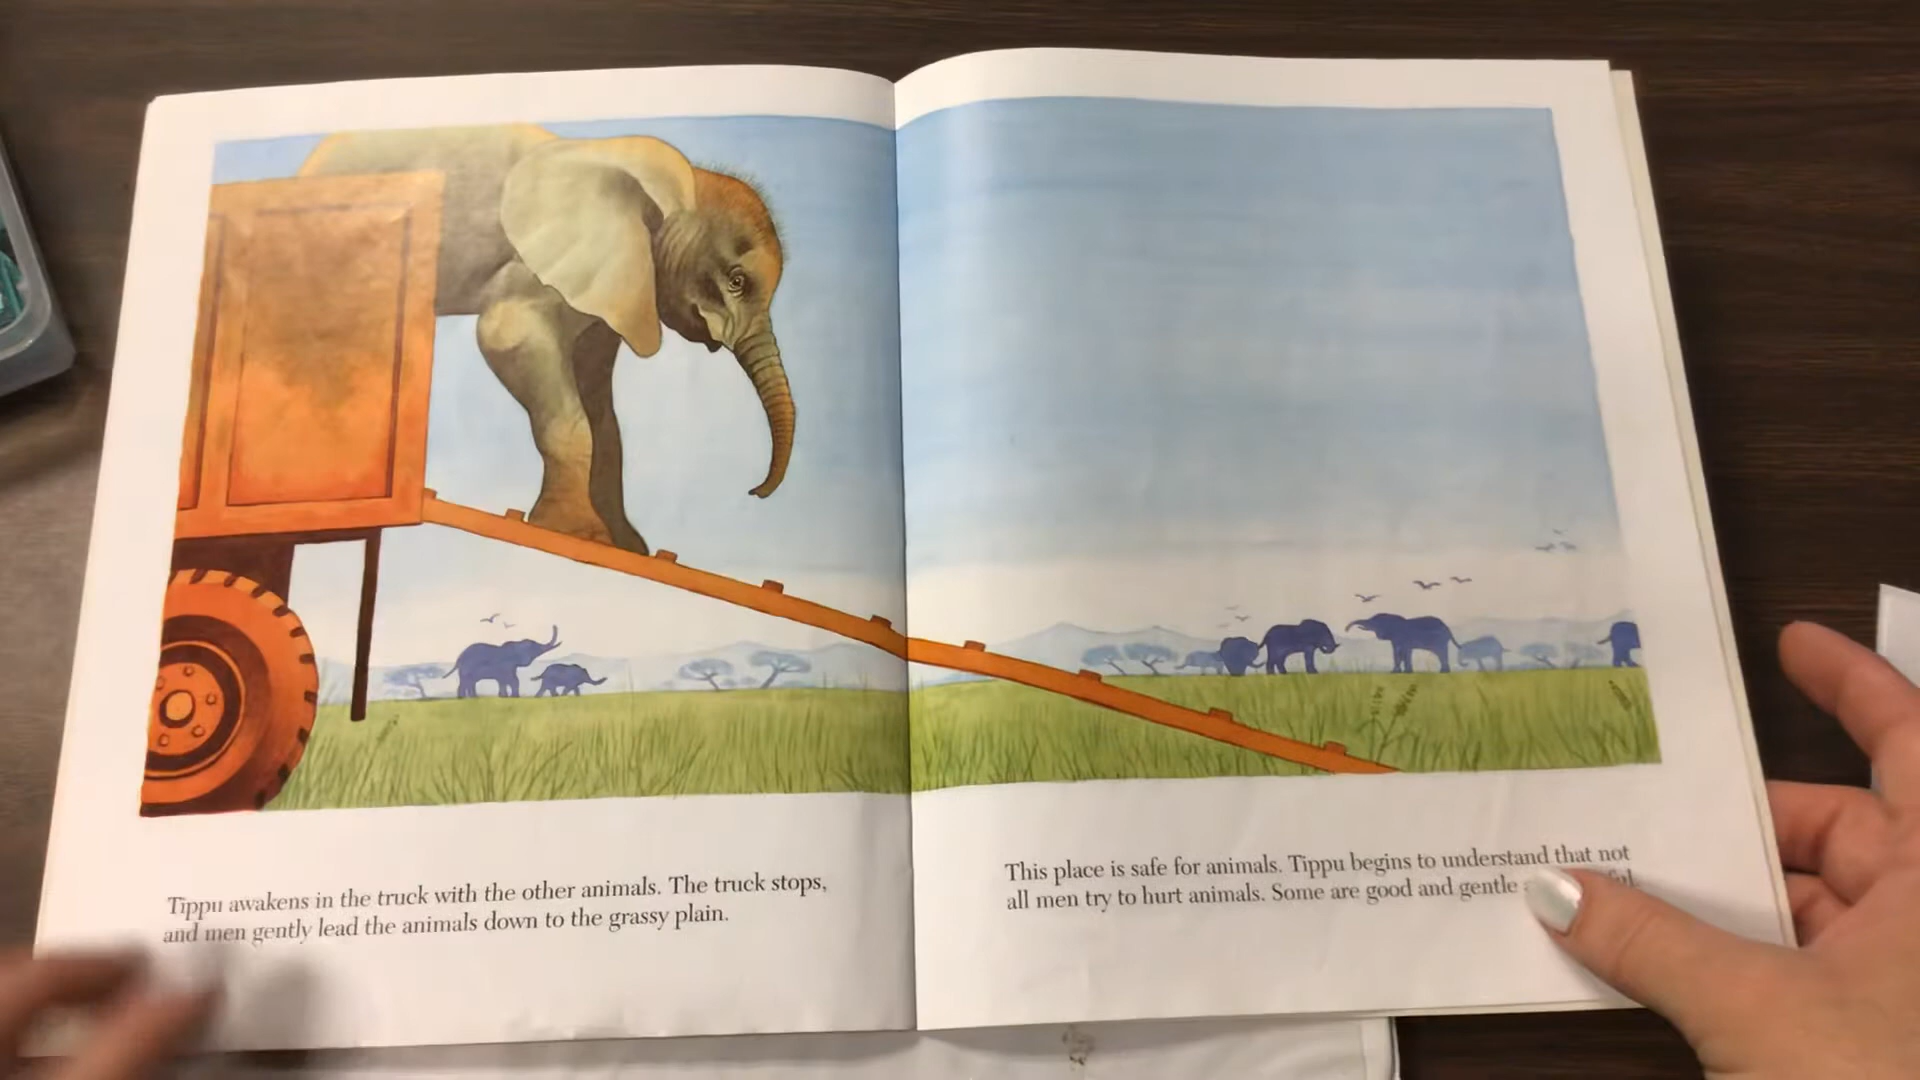 Tippu awakens in the truck with the other animals. The truck stops,
and men gently lead the animals down to the grassy plain.
This place is safe for animals. Tippu begins to understand that not
all men try to hurt animals. Some are good and gentle